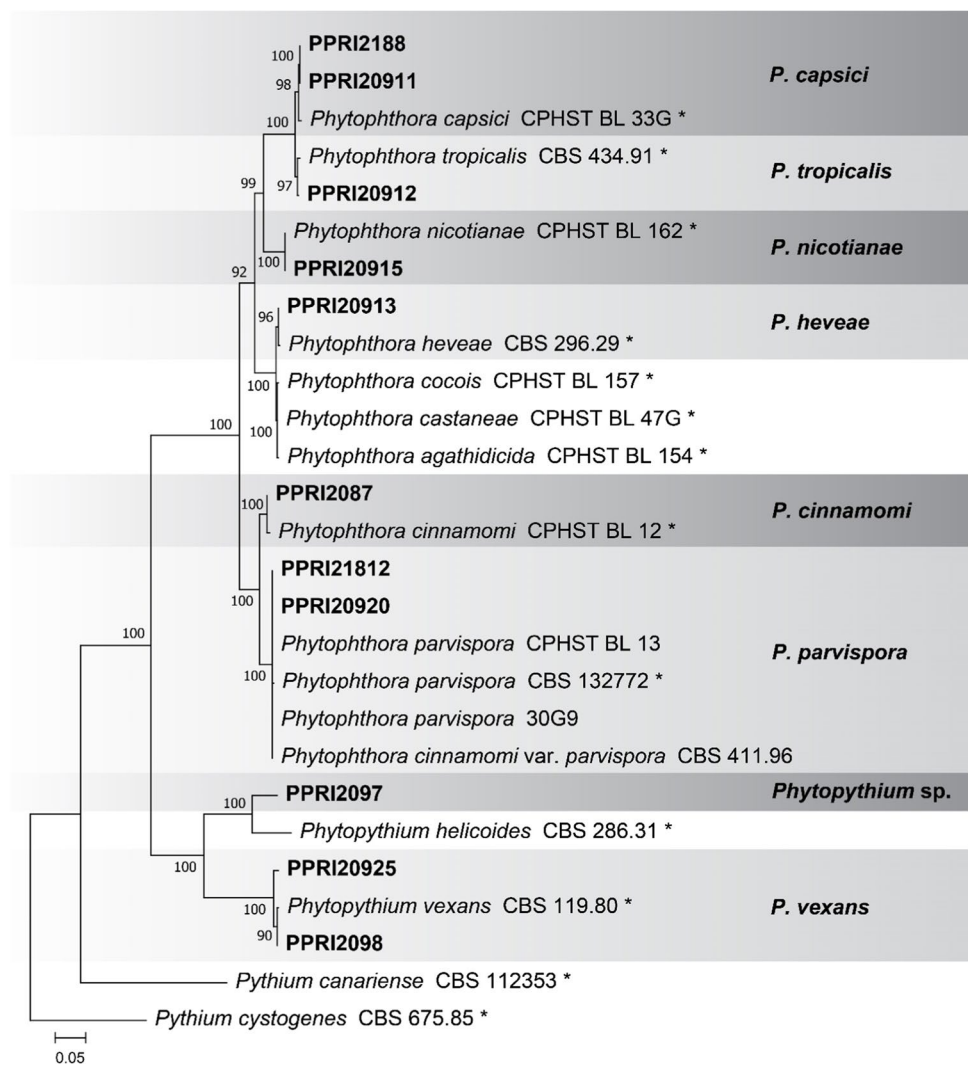 100
PPRI2188
98
PPRI20911
P. capsici
100
Phytophthora capsici CPHST BL 33G *
Phytophthora tropicalis CBS 434.91 *
P. tropicalis
99
97
PPRI20912
Phytophthora nicotianae CPHST BL 162 *
P. nicotianae
92
100
PPRI20915
96
PPRI20913
P. heveae
Phytophthora heveae CBS 296.29 *
100
Phytophthora cocois CPHST BL 157 *
Phytophthora castaneae CPHST BL 47G *
100
100
Phytophthora agathidicida CPHST BL 154 *
100
PPRI2087
P. cinnamomi
Phytophthora cinnamomi CPHST BL 12 *
PPRI21812
100
PPRI20920
100
Phytophthora parvispora CPHST BL 13
P. parvispora
100
Phytophthora parvispora CBS 132772 *
Phytophthora parvispora 30G9
Phytophthora cinnamomi var. parvispora CBS 411.96
100
PPRI2097
Phytopythium sp.
Phytopythium helicoides CBS 286.31 *
100
PPRI20925
100
Phytopythium vexans CBS 119.80 *
P. vexans
90
PPRI2098
Pythium canariense CBS 112353 *
Pythium cystogenes CBS 675.85 *
0.05